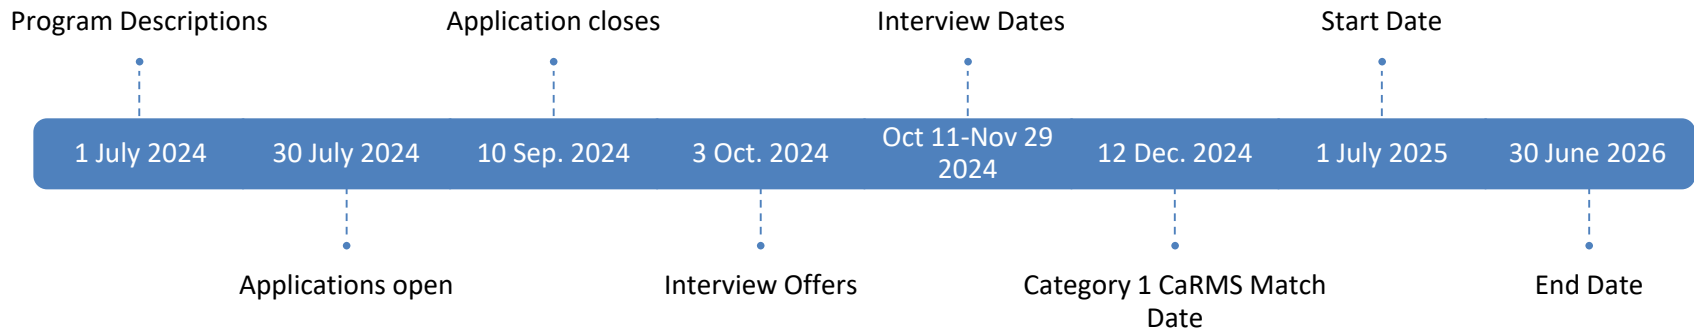 Program Descriptions
Application closes
Interview Dates
Start Date
1 July 2024
30 July 2024
10 Sep. 2024
3 Oct. 2024
Oct 11-Nov 29
2024
12 Dec. 2024
1 July 2025
30 June 2026
Applications open
Interview Offers
Category 1 CaRMS Match
Date
End Date